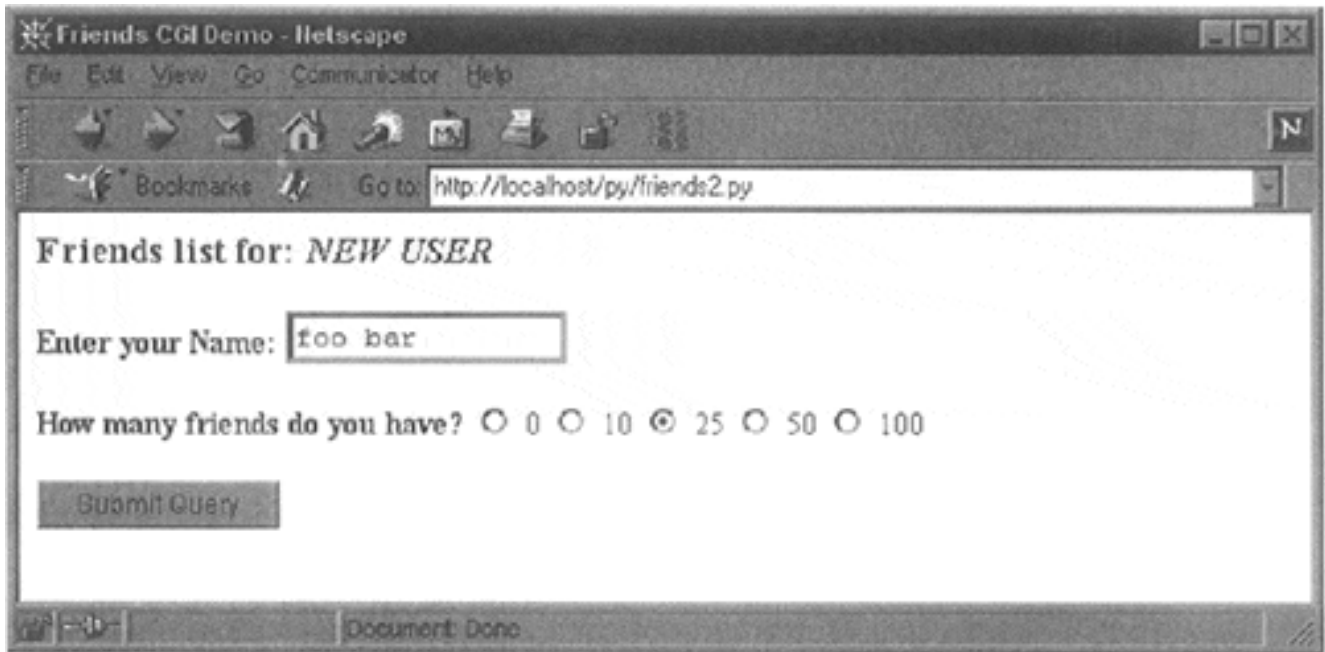 Friends CGI Demo - Netscape
File Edit View Go Communicator Help
Bookmarks Go to: http://localhost/py/friends2.py
Friends list for: NEW USER
Enter your Name: foo bar
How many friends do you have? 0 10 25 50 100
Submit Query
Document: Done